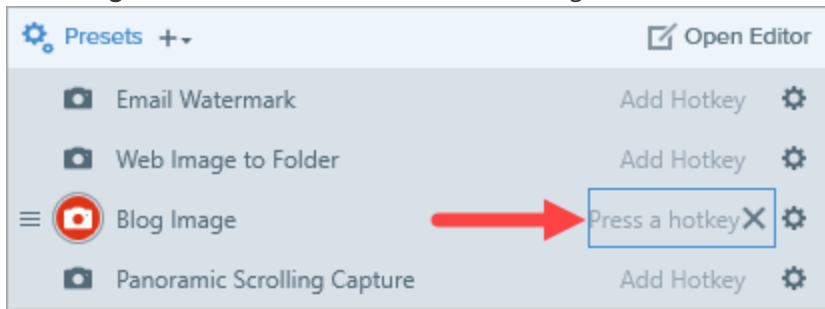 Presets
Open Editor
Email Watermark Add Hotkey
Web Image to Folder Add Hotkey
Blog Image Press a hotkey
Panoramic Scrolling Capture Add Hotkey